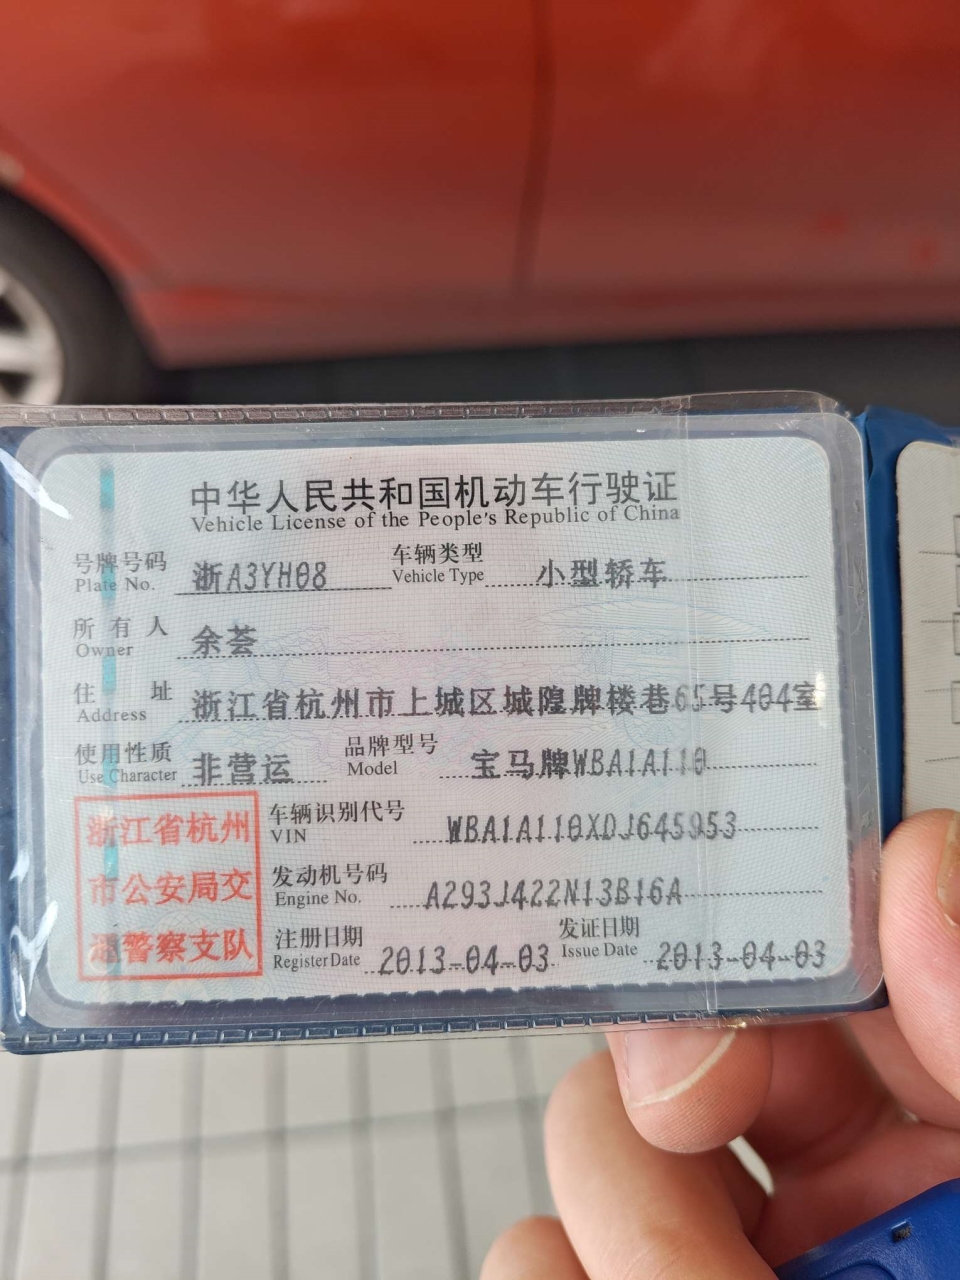 中华人民共和国机动车行驶证
Vehicle License of the People's Republic of China
号牌号码 浙A3YH08 车辆类型 小型轿车
Plate No. Vehicle Type
所有人 余荟
Owner
住址 浙江省杭州市上城区城隍牌楼巷65号404室
Address
使用性质 非营运 品牌型号 宝马牌WBA1A110
Use Character Model
浙江省杭州
市公安局交
通警察支队
车辆识别代号 WBA1A110XDJ645953
VIN
发动机号码 A293J422N13B16A
Engine No.
注册日期 2013-04-03 发证日期 2013-04-03
Register Date Issue Date